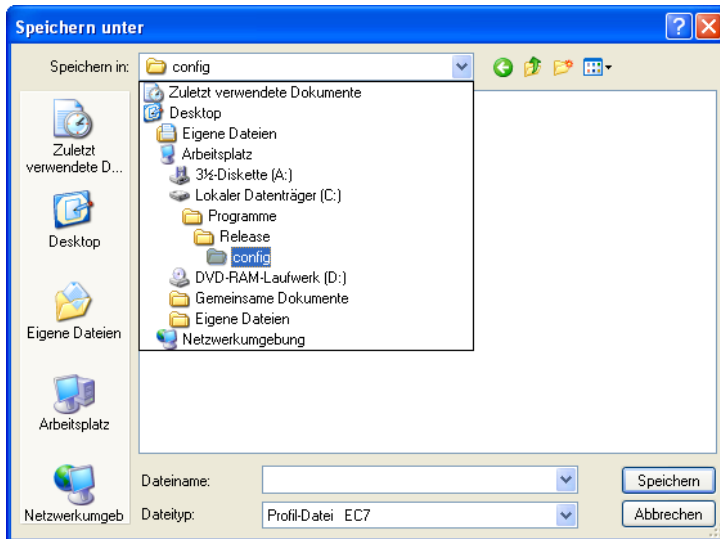 Speichern unter
Speichern in:
config
Zuletzt verwendete Dokumente
Desktop
Eigene Dateien
Arbeitsplatz
3½-Diskette (A:)
Lokaler Datenträger (C:)
Programme
Release
config
DVD-RAM-Laufwerk (D:)
Gemeinsame Dokumente
Eigene Dateien
Netzwerkumgebung
Zuletzt
verwendete D...
Desktop
Eigene Dateien
Arbeitsplatz
Netzwerkumgeb
Dateiname:
Speichern
Dateityp:
Profil-Datei EC7
Abbrechen